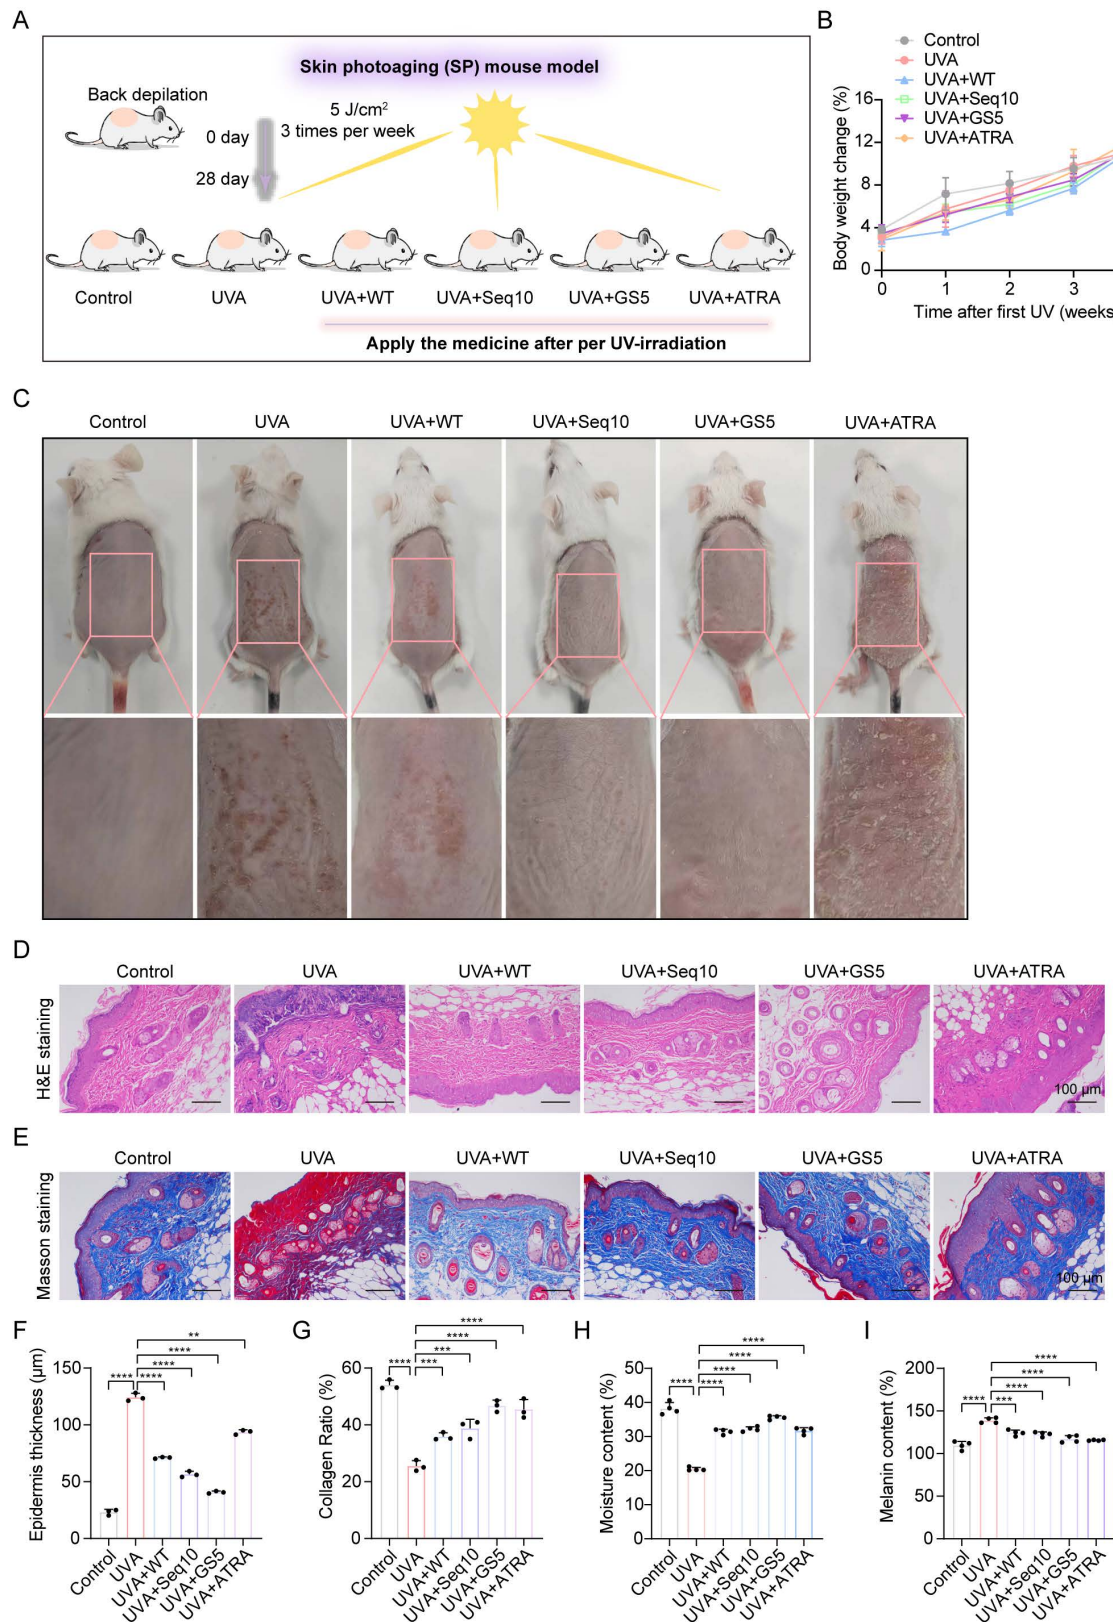 A
Skin photoaging (SP) mouse model
Back depilation
5 J/cm²
0 day
3 times per week
28 day
Control
UVA
UVA+WT
UVA+Seq10
UVA+GS5
UVA+ATRA
Apply the medicine after per UV-irradiation
B
Control
UVA
UVA+WT
UVA+Seq10
UVA+GS5
UVA+ATRA
Body weight change (%)
16
12
8
4
0
0 1 2 3
Time after first UV (weeks
C
Control UVA UVA+WT UVA+Seq10 UVA+GS5 UVA+ATRA
D
Control UVA UVA+WT UVA+Seq10 UVA+GS5 UVA+ATRA
H&E staining
100 μm
E
Control UVA UVA+WT UVA+Seq10 UVA+GS5 UVA+ATRA
Masson staining
100 μm
F
Epidermis thickness (μm)
150
100
50
0
**
****
****
**** ****
Control
UVA
UVA+WT
UVA+Seq10
UVA+GS5
UVA+ATRA
G
Collagen Ratio (%)
60
40
20
0
****
****
***
**** ***
Control
UVA
UVA+WT
UVA+Seq10
UVA+GS5
UVA+ATRA
H
Moisture content (%)
50
40
30
20
10
0
****
****
****
**** ****
Control
UVA
UVA+WT
UVA+Seq10
UVA+GS5
UVA+ATRA
I
Melanin content (%)
200
150
100
50
0
****
****
****
**** ***
Control
UVA
UVA+WT
UVA+Seq10
UVA+GS5
UVA+ATRA